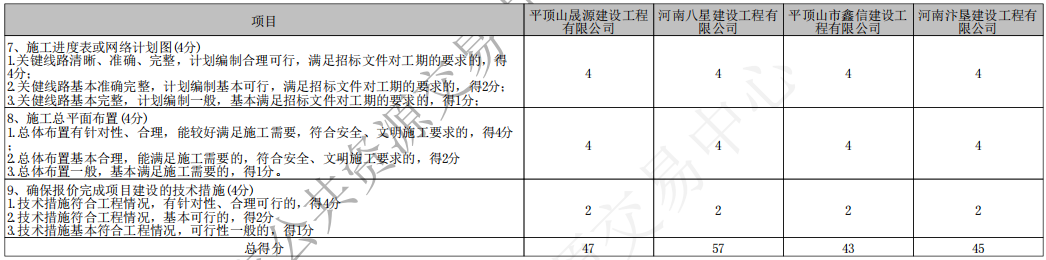 项目 平顶山晟源建设工程有限公司 河南八星建设工程有限公司 平顶山市鑫信建设工程有限公司 河南汴垦建设工程有限公司
7、施工进度表或网络计划图(4分)
1.关键线路清晰、准确、完整，计划编制合理可行，满足招标文件对工期的要求的，得
4分；
2.关健线路基本准确完整，计划编制基本可行，满足招标文件对工期的要求的，得2分；
3.关健线路基本完整，计划编制一般，基本满足招标文件对工期的要求的，得1分；
4 4 4 4
8、施工总平面布置(4分)
1.总体布置有针对性、合理，能较好满足施工需要，符合安全、文明施工要求的，得4分
；
2.总体布置基本合理，能满足施工需要的，符合安全、文明施工要求的，得2分
3.总体布置一般，基本满足施工需要的，得1分。
4 4 4 4
9、确保报价完成项目建设的技术措施(4分)
1.技术措施符合工程情况，有针对性、合理可行的，得4分
2.技术措施符合工程情况，基本可行的，得2分
3.技术措施基本符合工程情况，可行性一般的，得1分
2 2 2 2
总得分 47 57 43 45
公共资源交易
交易中心